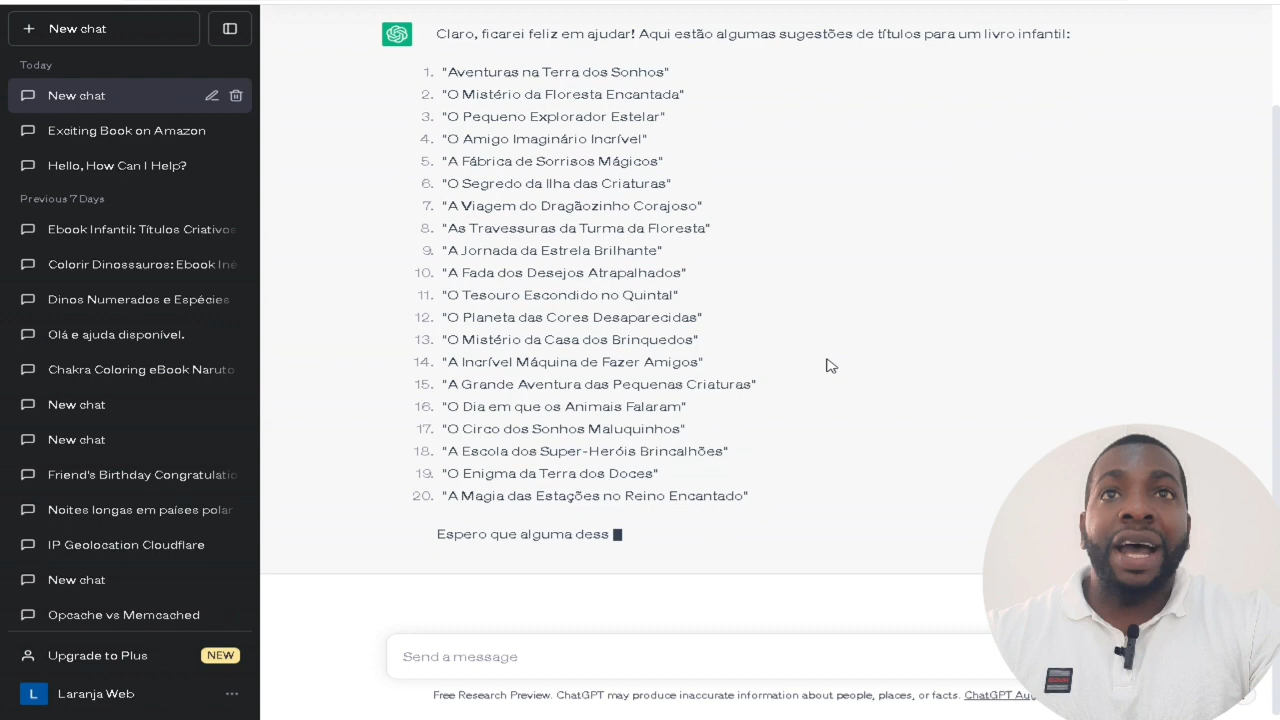 New chat
Today
New chat
Exciting Book on Amazon
Hello, How Can I Help?
Previous 7 Days
Ebook Infantil: Títulos Criativos
Colorir Dinossauros: Ebook Iné
Dinos Numerados e Espécies
Olá e ajuda disponível.
Chakra Coloring eBook Naruto
New chat
New chat
Friend's Birthday Congratulatio
Noites longas em países polar
IP Geolocation Cloudflare
New chat
Opcache vs Memcached
Upgrade to Plus NEW
L Laranja Web
Claro, ficarei feliz em ajudar! Aqui estão algumas sugestões de títulos para um livro infantil:
1. "Aventuras na Terra dos Sonhos"
2. "O Mistério da Floresta Encantada"
3. "O Pequeno Explorador Estelar"
4. "O Amigo Imaginário Incrível"
5. "A Fábrica de Sorrisos Mágicos"
6. "O Segredo da Ilha das Criaturas"
7. "A Viagem do Dragãozinho Corajoso"
8. "As Travessuras da Turma da Floresta"
9. "A Jornada da Estrela Brilhante"
10. "A Fada dos Desejos Atrapalhados"
11. "O Tesouro Escondido no Quintal"
12. "O Planeta das Cores Desaparecidas"
13. "O Mistério da Casa dos Brinquedos"
14. "A Incrível Máquina de Fazer Amigos"
15. "A Grande Aventura das Pequenas Criaturas"
16. "O Dia em que os Animais Falaram"
17. "O Circo dos Sonhos Maluquinhos"
18. "A Escola dos Super-Heróis Brincalhões"
19. "O Enigma da Terra dos Doces"
20. "A Magia das Estações no Reino Encantado"
Espero que alguma dess
Send a message
Free Research Preview. ChatGPT may produce inaccurate information about people, places, or facts. ChatGPT Aug